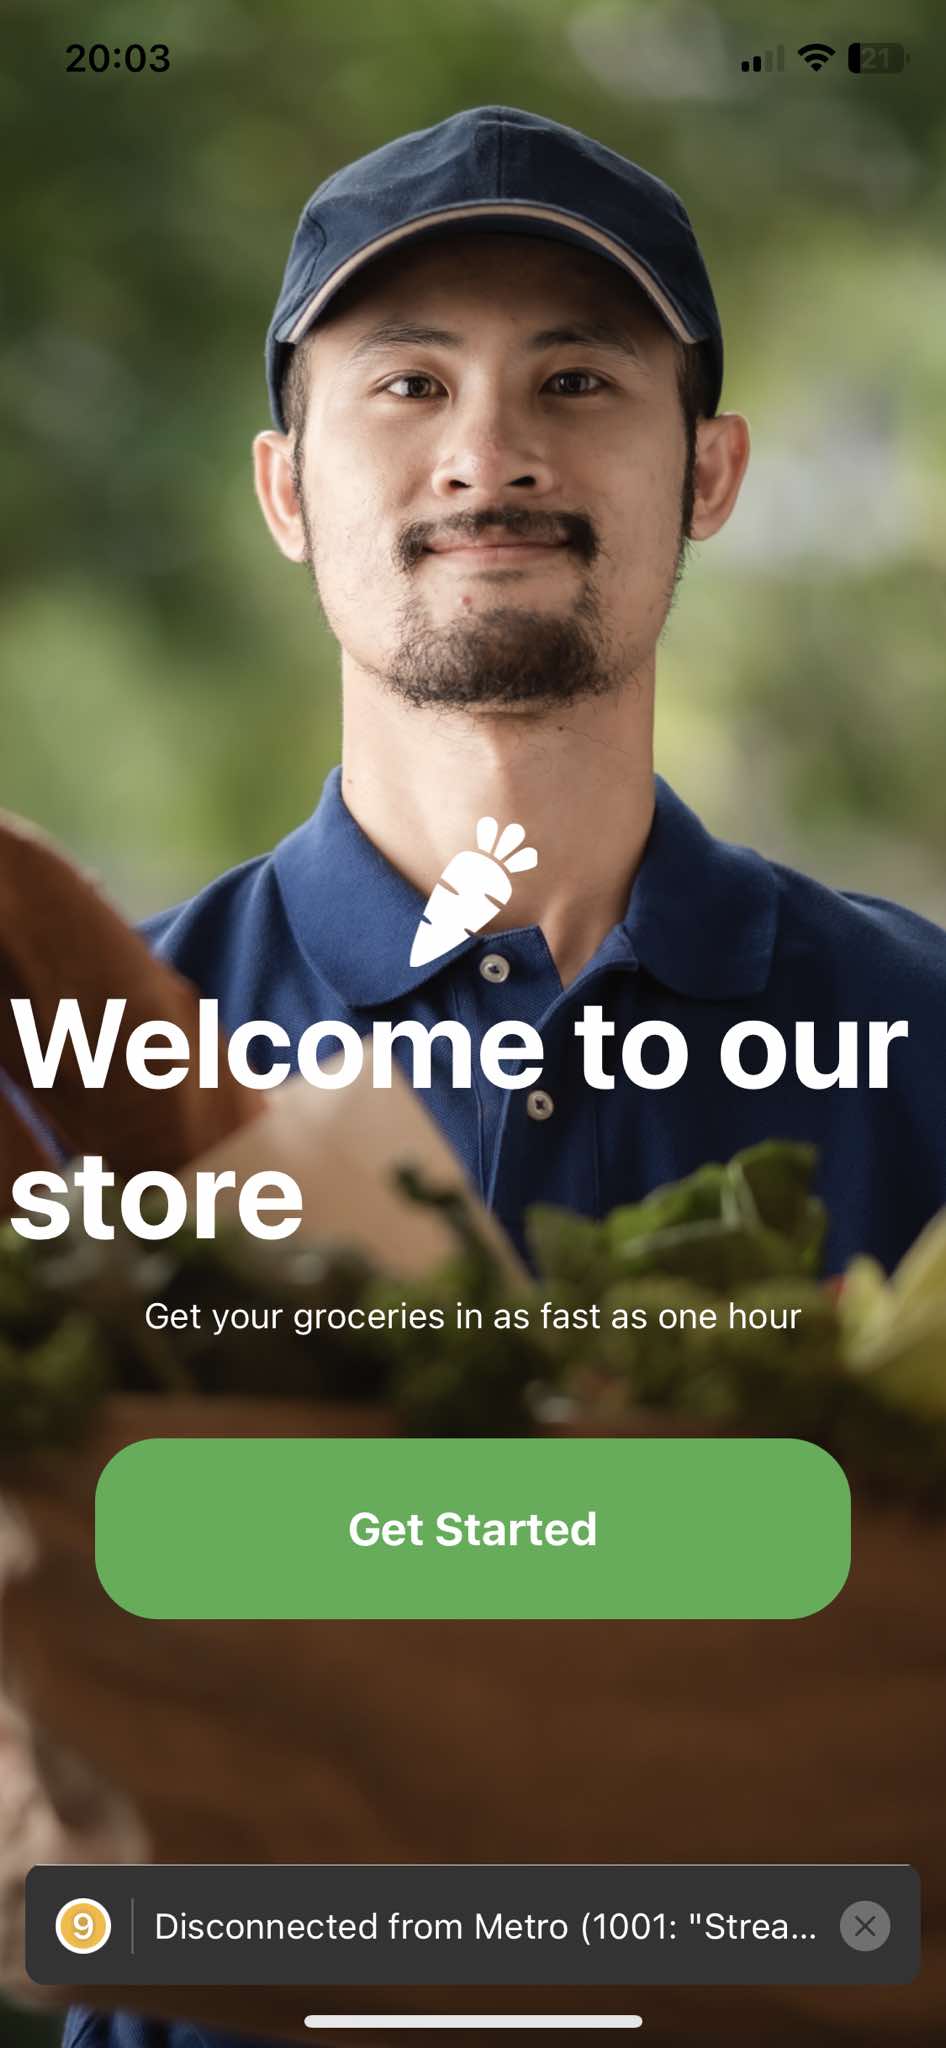 20:03
21
Welcome to our
store
Get your groceries in as fast as one hour
Get Started
9
Disconnected from Metro (1001: "Strea...